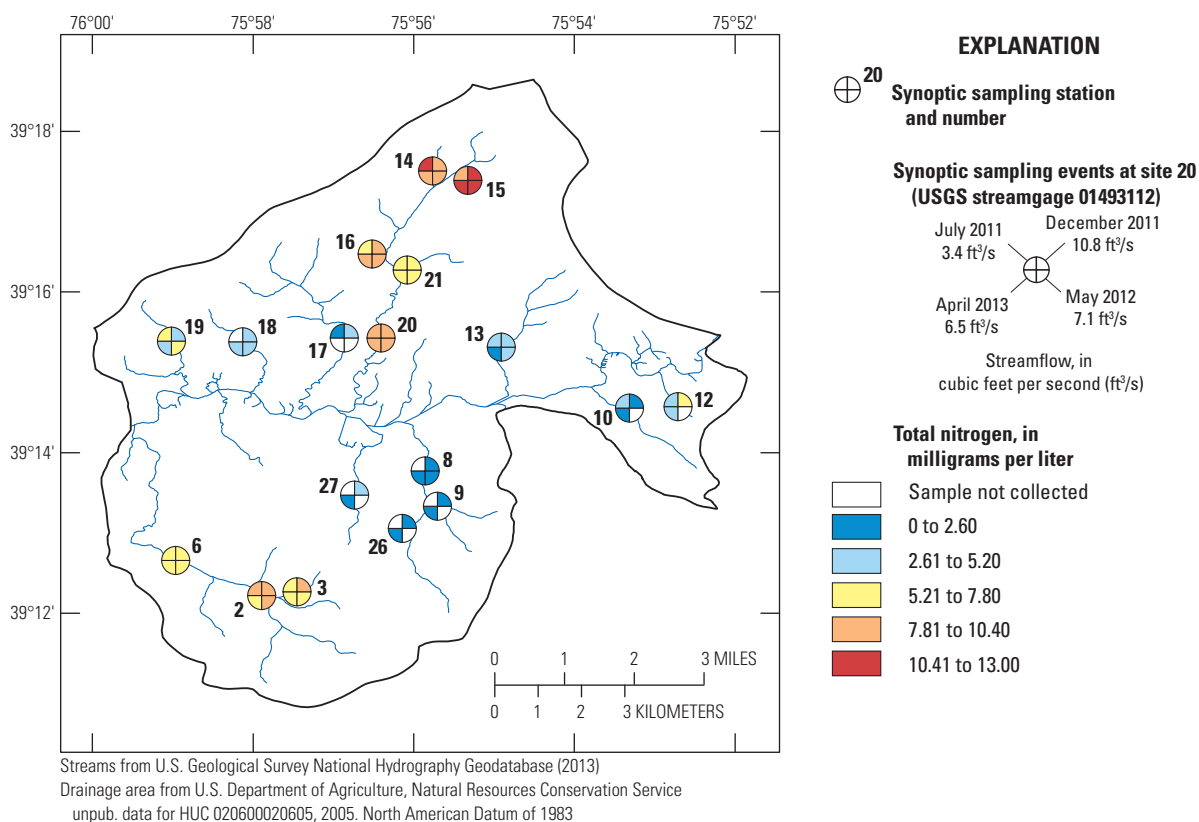 76°00'
75°58'
75°56'
75°54'
75°52'
39°18'
39°16'
39°14'
39°12'
14
15
16
21
19
18
17
20
13
10
12
8
27
9
26
6
2
3
0 1 2 3 MILES
0 1 2 3 KILOMETERS
EXPLANATION
20
Synoptic sampling station
and number
Synoptic sampling events at site 20
(USGS streamgage 01493112)
July 2011
3.4 ft³/s
December 2011
10.8 ft³/s
April 2013
6.5 ft³/s
May 2012
7.1 ft³/s
Streamflow, in
cubic feet per second (ft³/s)
Total nitrogen, in
milligrams per liter
Sample not collected
0 to 2.60
2.61 to 5.20
5.21 to 7.80
7.81 to 10.40
10.41 to 13.00
Streams from U.S. Geological Survey National Hydrography Geodatabase (2013)
Drainage area from U.S. Department of Agriculture, Natural Resources Conservation Service
unpub. data for HUC 020600020605, 2005. North American Datum of 1983